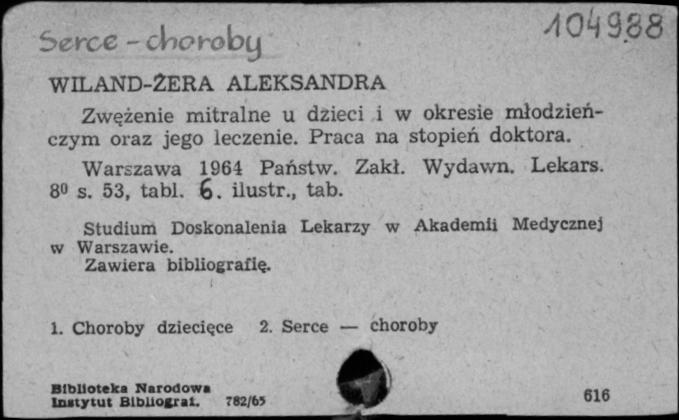 Serce - choroby
104988
WILAND-ŻERA ALEKSANDRA
Zwężenie mitralne u dzieci i w okresie młodzień-
czym oraz jego leczenie. Praca na stopień doktora.
Warszawa 1964 Państw. Zakł. Wydawn. Lekars.
8⁰ s. 53, tabl. 6. ilustr., tab.
Studium Doskonalenia Lekarzy w Akademii Medycznej
w Warszawie.
Zawiera bibliografię.
1. Choroby dziecięce 2. Serce — choroby
Biblioteka Narodowa
Instytut Bibliograf. 782/65
616